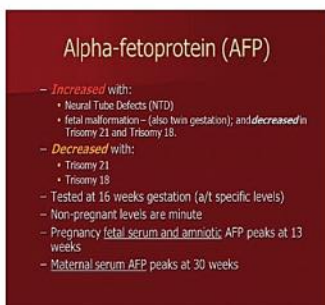 Alpha-fetoprotein (AFP)
– Increased with:
• Neural Tube Defects (NTD)
• fetal malformation – (also twin gestation); and decreased in
Trisomy 21 and Trisomy 18.
– Decreased with:
• Trisomy 21
• Trisomy 18
– Tested at 16 weeks gestation (a/t specific levels)
– Non-pregnant levels are minute
– Pregnancy fetal serum and amniotic AFP peaks at 13
weeks
– Maternal serum AFP peaks at 30 weeks